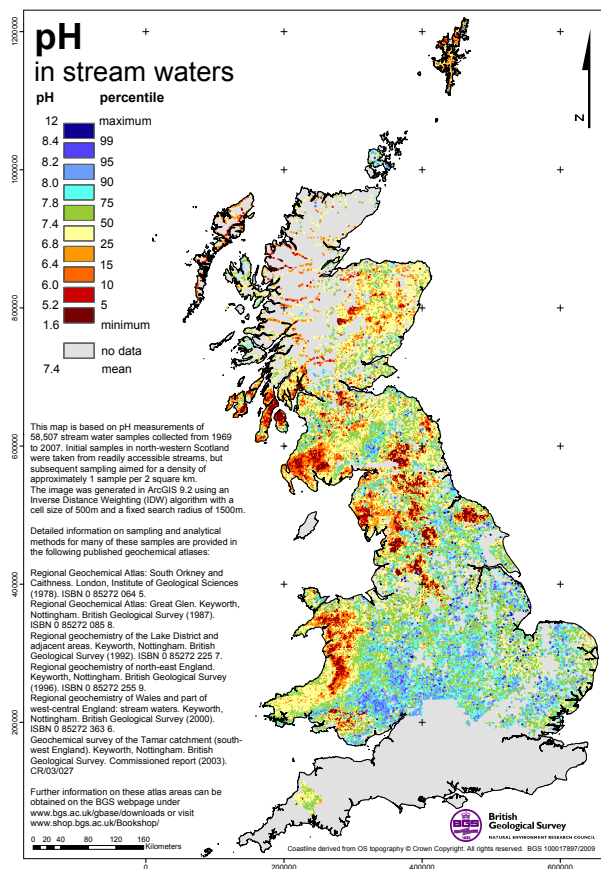 pH
in stream waters
pH percentile
12 maximum
8.4 99
8.2 95
8.0 90
7.8 75
7.4 50
6.8 25
6.4 15
6.0 10
5.2 5
1.6 minimum
no data
7.4 mean
N
1200000
1000000
800000
600000
400000
200000
This map is based on pH measurements of
58,507 stream water samples collected from 1969
to 2007. Initial samples in north-western Scotland
were taken from readily accessible streams, but
subsequent sampling aimed for a density of
approximately 1 sample per 2 square km.
The image was generated in ArcGIS 9.2 using an
Inverse Distance Weighting (IDW) algorithm with a
cell size of 500m and a fixed search radius of 1500m.
Detailed information on sampling and analytical
methods for many of these samples are provided in
the following published geochemical atlases:
Regional Geochemical Atlas: South Orkney and
Caithness. London, Institute of Geological Sciences
(1978). ISBN 0 85272 064 5.
Regional Geochemical Atlas: Great Glen. Keyworth,
Nottingham. British Geological Survey (1987).
ISBN 0 85272 085 8.
Regional geochemistry of the Lake District and
adjacent areas. Keyworth, Nottingham. British
Geological Survey (1992). ISBN 0 85272 225 7.
Regional geochemistry of north-east England.
Keyworth, Nottingham. British Geological Survey
(1996). ISBN 0 85272 255 9.
Regional geochemistry of Wales and part of
west-central England: stream waters. Keyworth,
Nottingham. British Geological Survey (2000).
ISBN 0 85272 363 6.
Geochemical survey of the Tamar catchment (south-
west England). Keyworth, Nottingham. British
Geological Survey. Commissioned report (2003).
CR/03/027
Further information on these atlas areas can be
obtained on the BGS webpage under
www.bgs.ac.uk/gbase/downloads or visit
www.shop.bgs.ac.uk/Bookshop/
0 20 40 80 120 160
Kilometers
BGS
British
Geological Survey
NATURAL ENVIRONMENT RESEARCH COUNCIL
Coastline derived from OS topography © Crown Copyright. All rights reserved. BGS 100017897/2009
0 200000 400000 600000